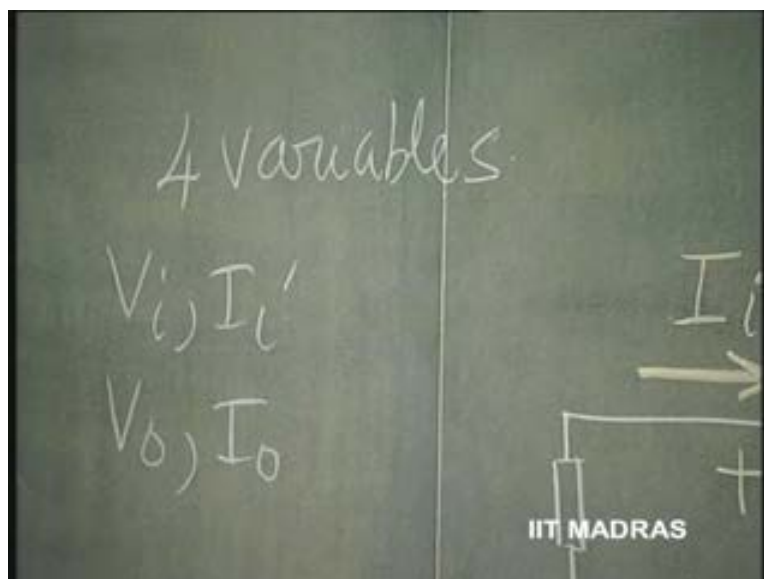 4 variables.
Vi, Ii
Vo, Io
Ii
+
IIT MADRAS